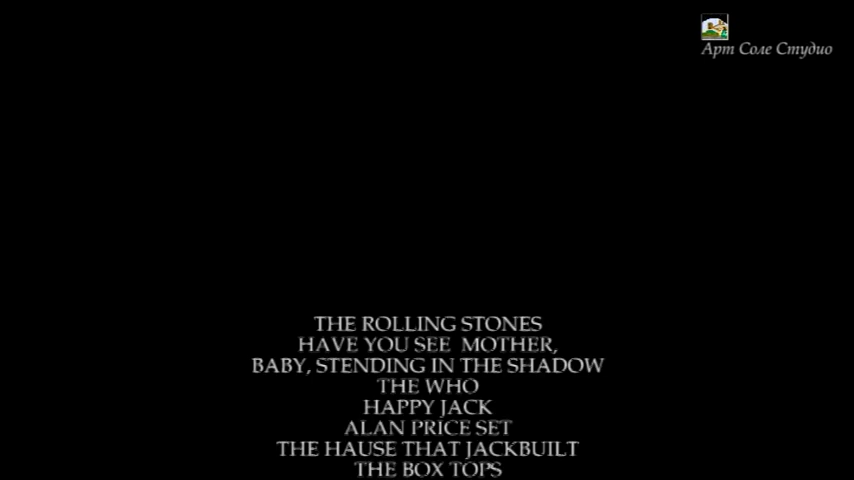 Арт Соле Студио
THE ROLLING STONES
HAVE YOU SEE MOTHER,
BABY, STENDING IN THE SHADOW
THE WHO
HAPPY JACK
ALAN PRICE SET
THE HAUSE THAT JACKBUILT
THE BOX TOPS